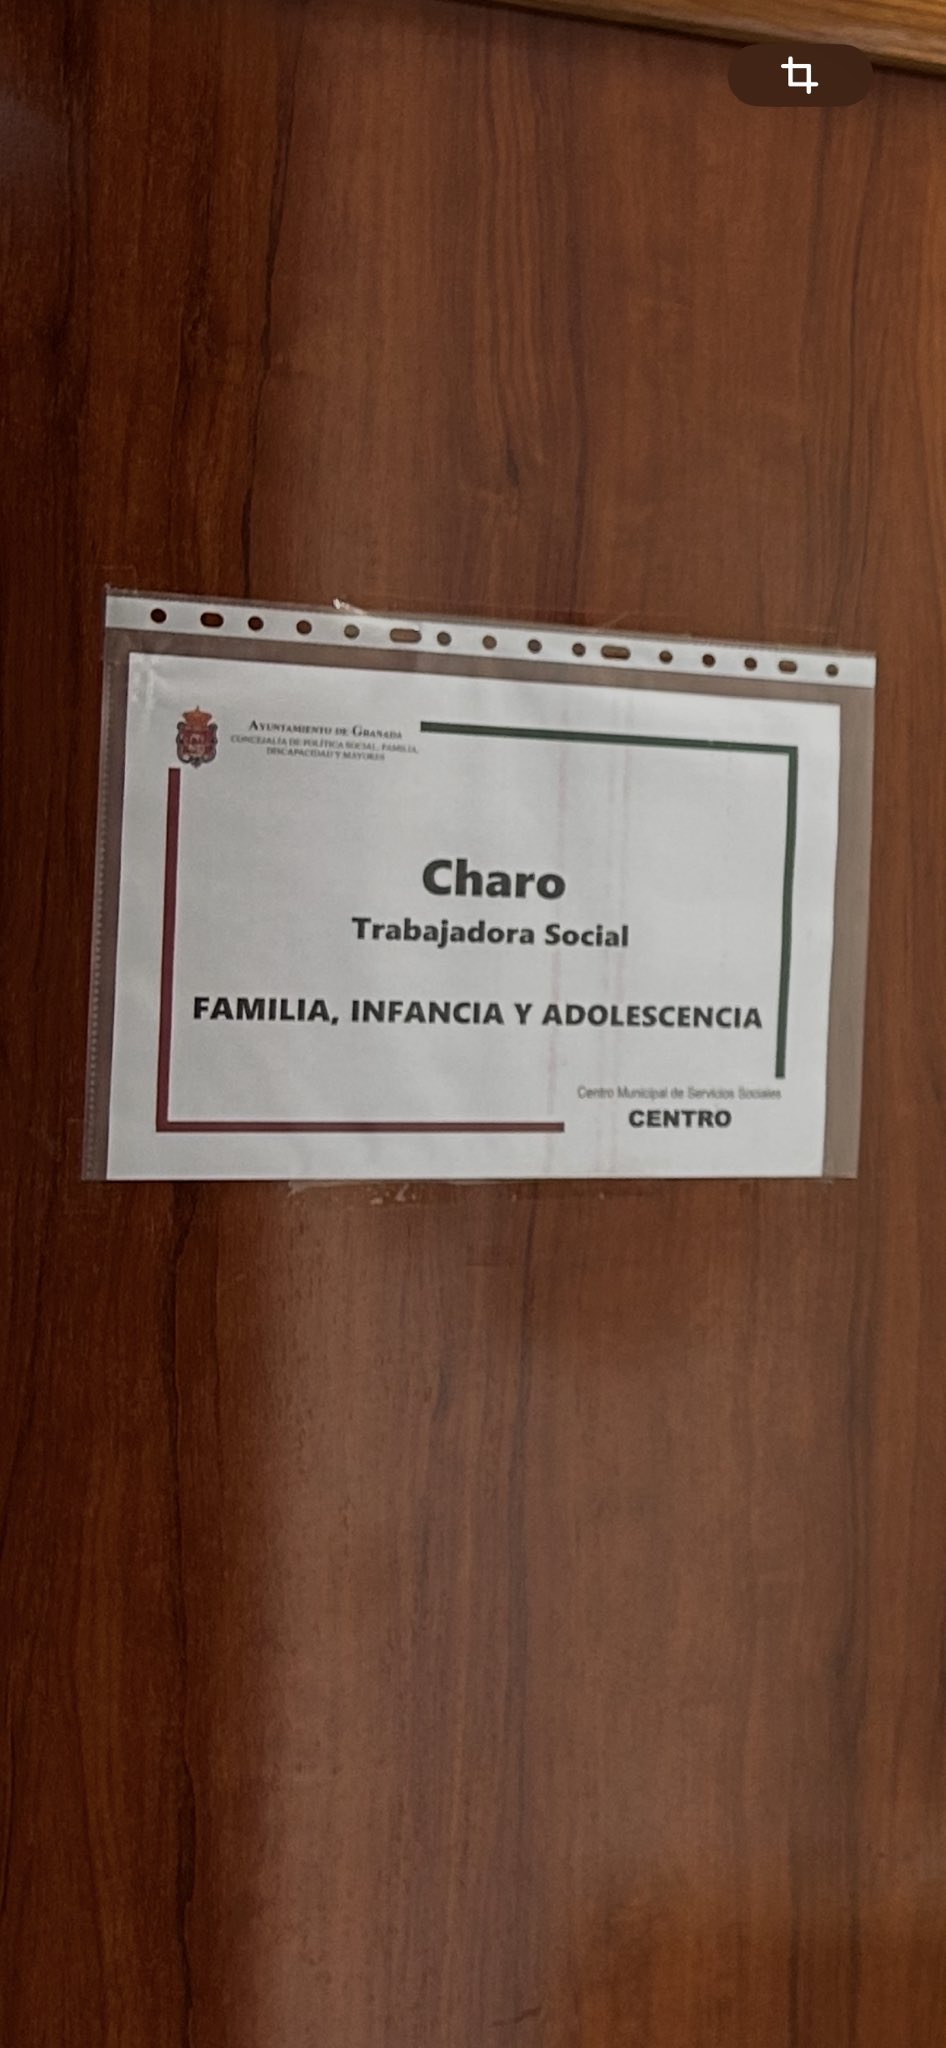 AYUNTAMIENTO DE GRANADA
CONCEJALÍA DE POLÍTICA SOCIAL, FAMILIA,
DISCAPACIDAD Y MAYORES
Charo
Trabajadora Social
FAMILIA, INFANCIA Y ADOLESCENCIA
Centro Municipal de Servicios Sociales
CENTRO